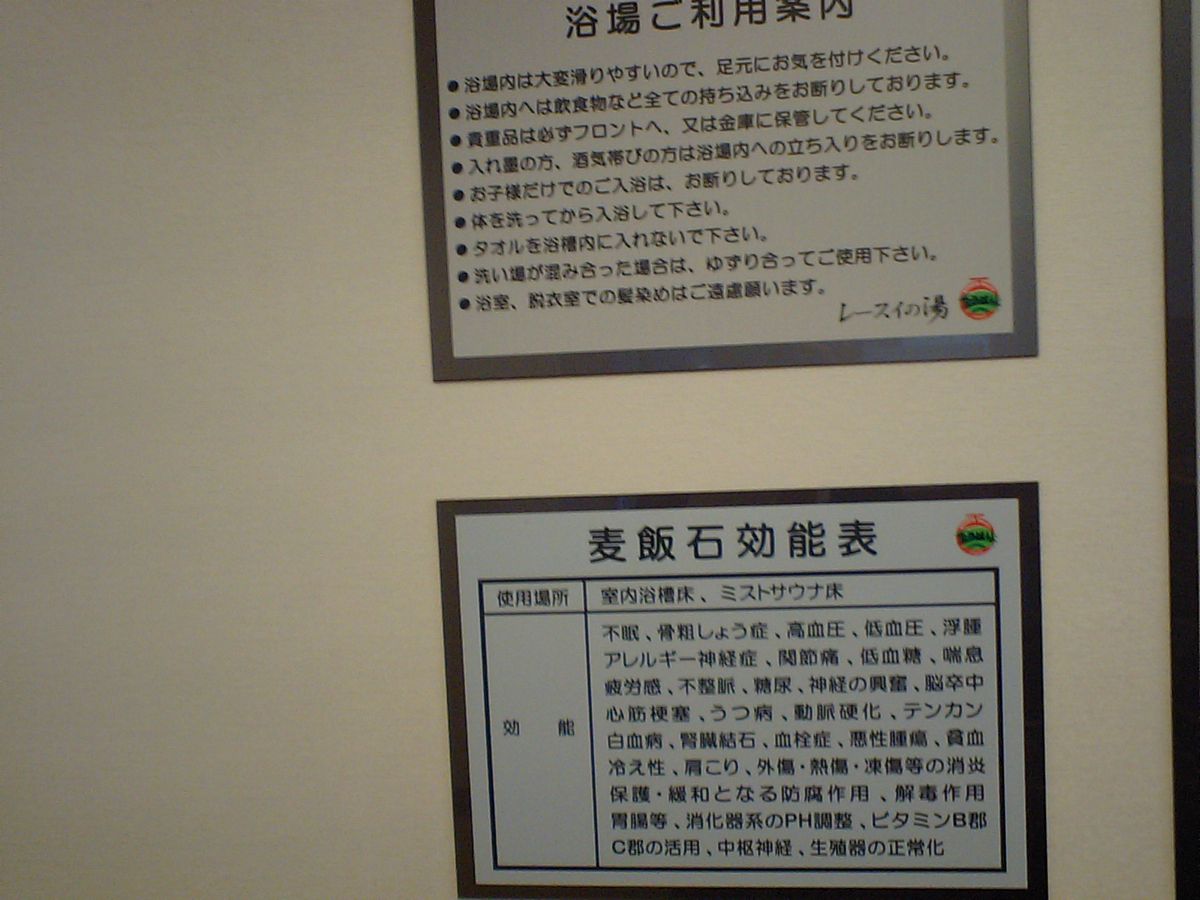 浴場ご利用案内
●浴場内は大変滑りやすいので、足元にお気を付けください。
●浴場内へは飲食物など全ての持ち込みをお断りしております。
●貴重品は必ずフロントへ、又は金庫に保管してください。
●入れ墨の方、酒気帯びの方は浴場内への立ち入りをお断りします。
●お子様だけでのご入浴は、お断りしております。
●体を洗ってから入浴して下さい。
●タオルを浴槽内に入れないで下さい。
●洗い場が混み合った場合は、ゆずり合ってご使用下さい。
●浴室、脱衣室での髪染めはご遠慮願います。
レースイの湯
麦飯石効能表
使用場所 室内浴槽床、ミストサウナ床
効能
不眠、骨粗しょう症、高血圧、低血圧、浮腫
アレルギー神経症、関節痛、低血糖、喘息
疲労感、不整脈、糖尿、神経の興奮、脳卒中
心筋梗塞、うつ病、動脈硬化、テンカン
白血病、腎臓結石、血栓症、悪性腫瘍、貧血
冷え性、肩こり、外傷・熱傷・凍傷等の消炎
保護・緩和となる防腐作用、解毒作用
胃腸等、消化器系のPH調整、ビタミンB郡
C郡の活用、中枢神経、生殖器の正常化